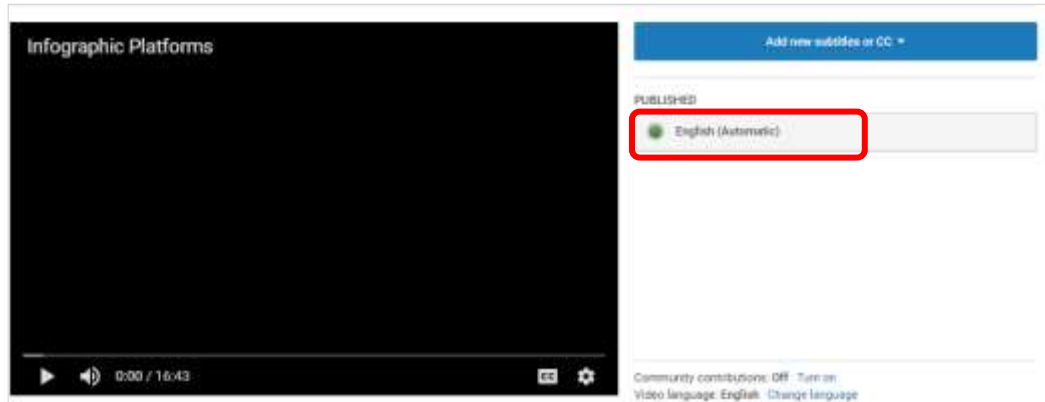 Infographic Platforms
Add new subtitles or CC
PUBLISHED
English (Automatic)
0:00 / 16:43
CC
Community contributions: Off Turn on
Video language: English Change language